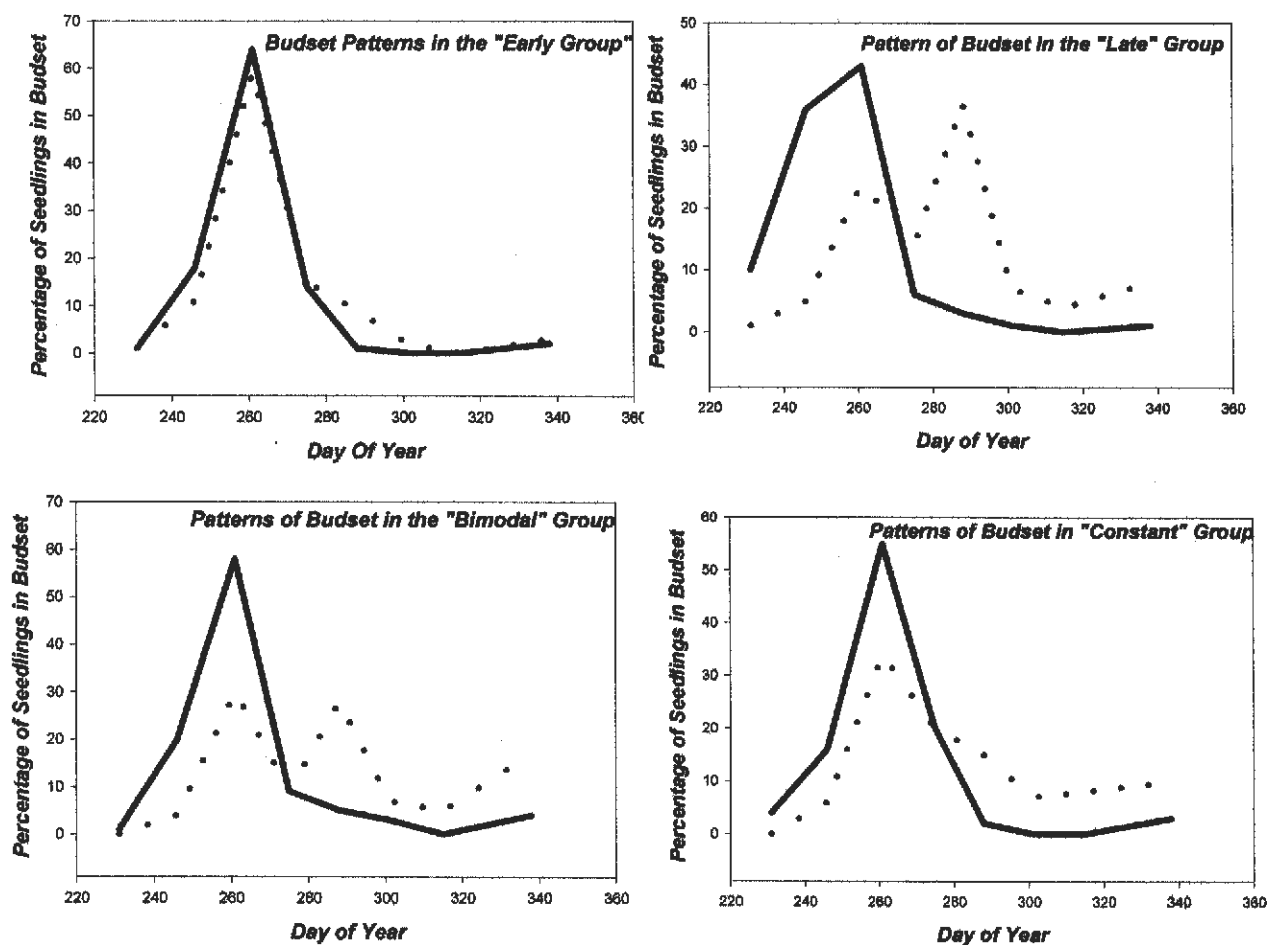 Budset Patterns in the "Early Group"
Percentage of Seedlings in Budset
70
60
50
40
30
20
10
0
220 240 260 280 300 320 340 360
Day Of Year
Pattern of Budset in the "Late" Group
Percentage of Seedlings in Budset
50
40
30
20
10
0
220 240 260 280 300 320 340 360
Day of Year
Patterns of Budset in the "Bimodal" Group
Percentage of Seedlings in Budset
70
60
50
40
30
20
10
0
220 240 260 280 300 320 340 360
Day of Year
Patterns of Budset in "Constant" Group
Percentage of Seedlings in Budset
60
50
40
30
20
10
0
220 240 260 280 300 320 340 360
Day of Year